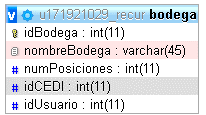 v u171921029_recur bodega
idBodega : int(11)
nombreBodega : varchar(45)
# numPosiciones : int(11)
# idCEDI : int(11)
# idUsuario : int(11)